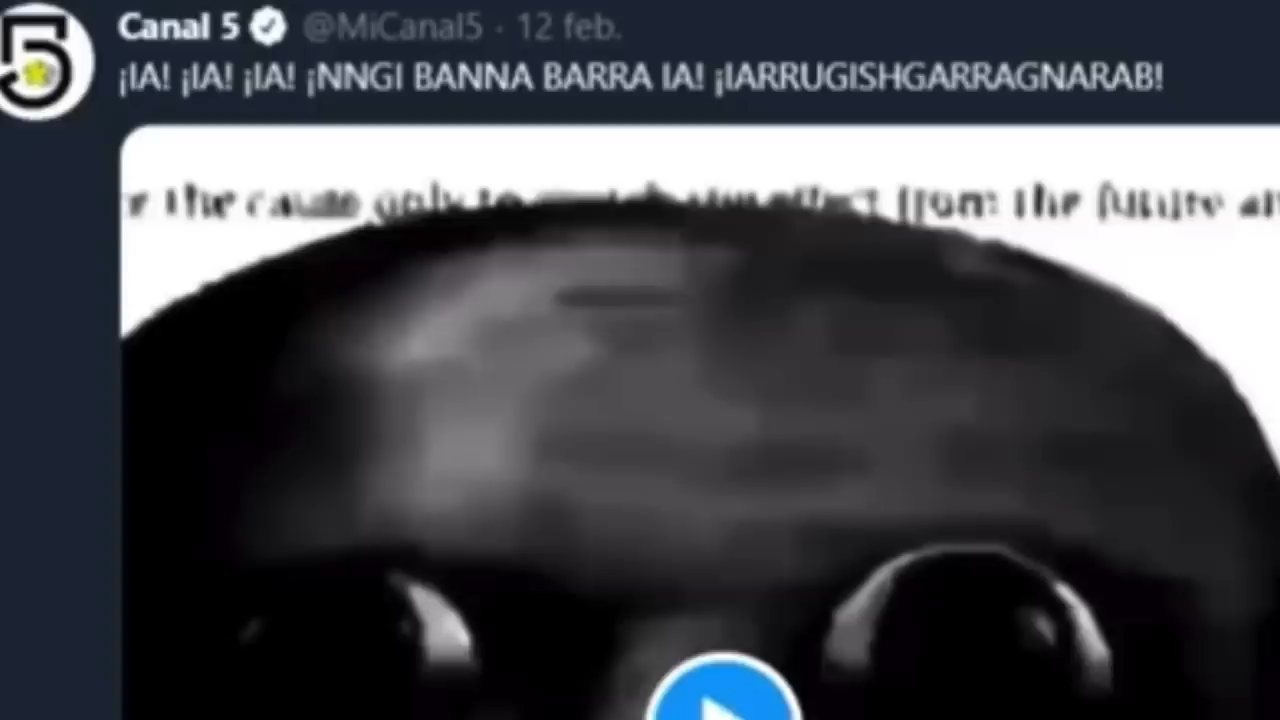 Canal 5 @MiCanal5 · 12 feb.
¡IA! ¡IA! ¡IA! ¡NNGI BANNA BARRA IA! ¡IARRUGISHGARRAGNARAB!
the cause only to effect from the future